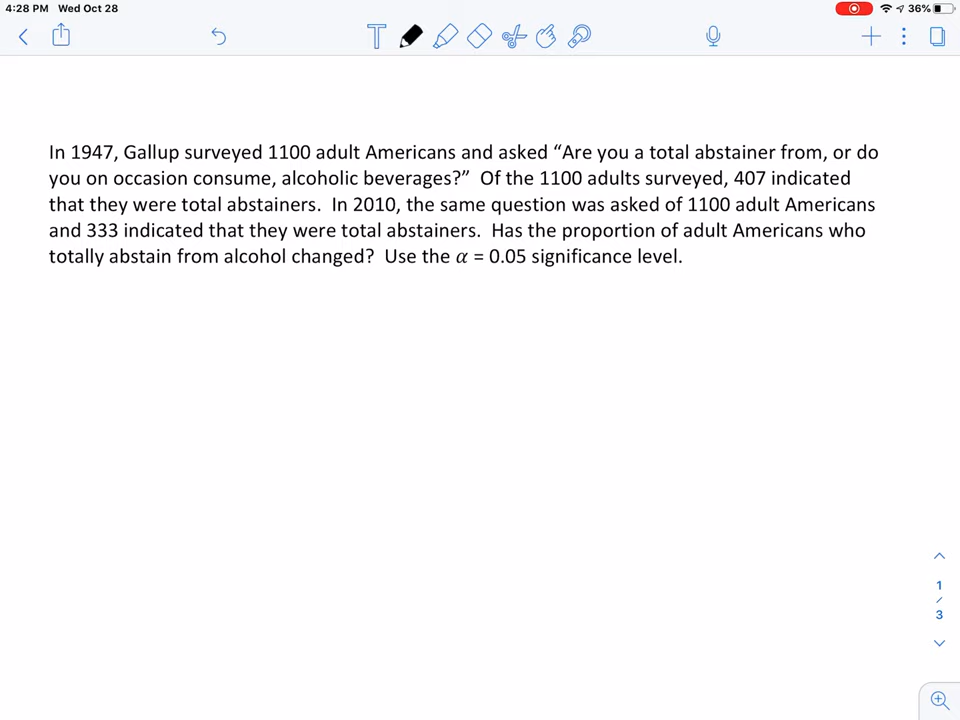 4:28 PM Wed Oct 28
36%
In 1947, Gallup surveyed 1100 adult Americans and asked “Are you a total abstainer from, or do
you on occasion consume, alcoholic beverages?” Of the 1100 adults surveyed, 407 indicated
that they were total abstainers. In 2010, the same question was asked of 1100 adult Americans
and 333 indicated that they were total abstainers. Has the proportion of adult Americans who
totally abstain from alcohol changed? Use the α = 0.05 significance level.
1
/
3